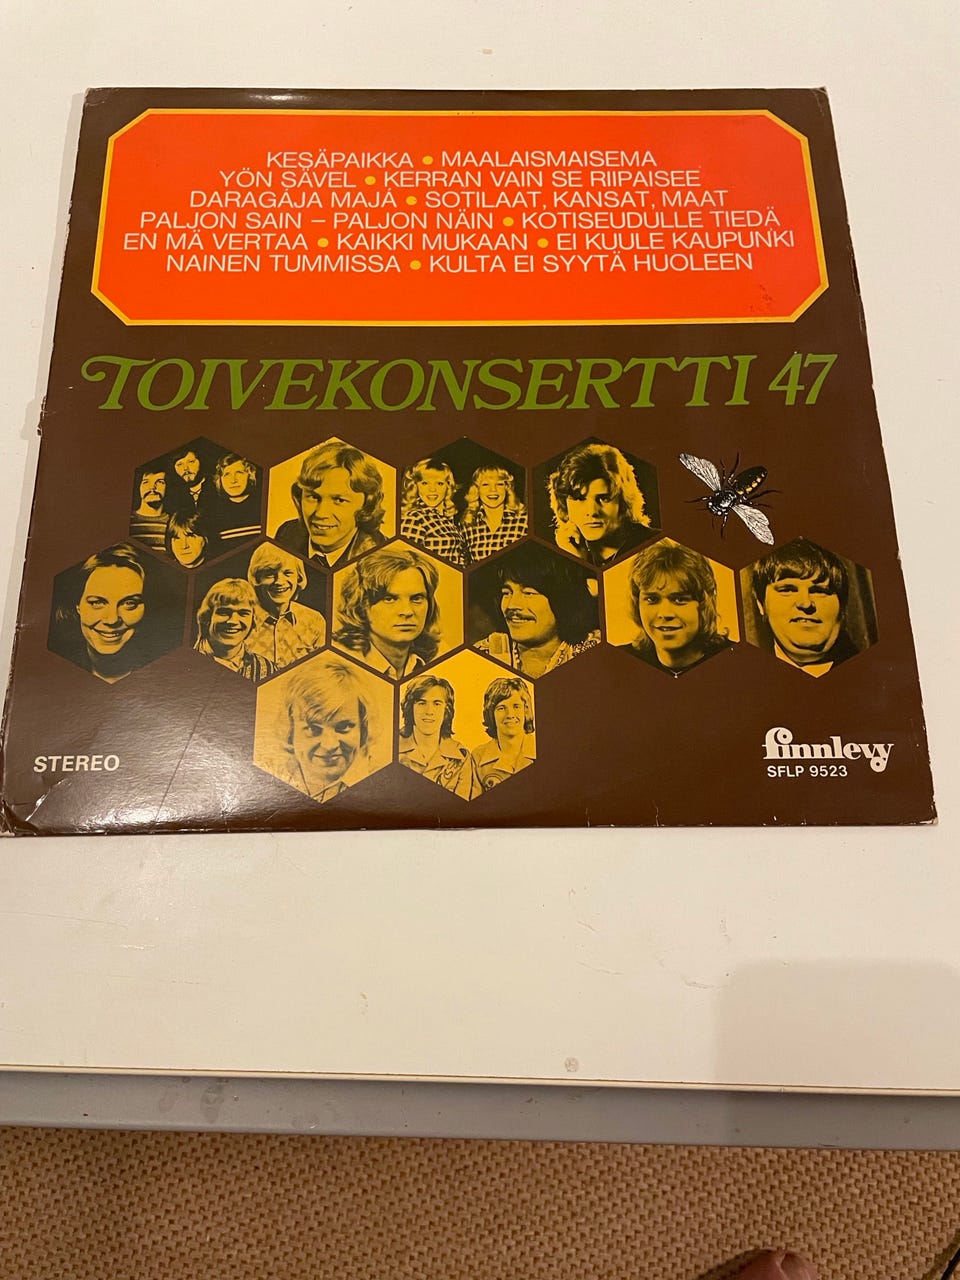 KESÄPAIKKA • MAALAISMAISEMA
YÖN SÄVEL • KERRAN VAIN SE RIIPAISEE
DARAGÁJA MAJÁ • SOTILAAT, KANSAT, MAAT
PALJON SAIN – PALJON NÄIN • KOTISEUDULLE TIEDÄ
EN MÄ VERTAA • KAIKKI MUKAAN • EI KUULE KAUPUNKI
NAINEN TUMMISSA • KULTA EI SYYTÄ HUOLEEN
TOIVEKONSERTTI 47
STEREO
finnlevy
SFLP 9523